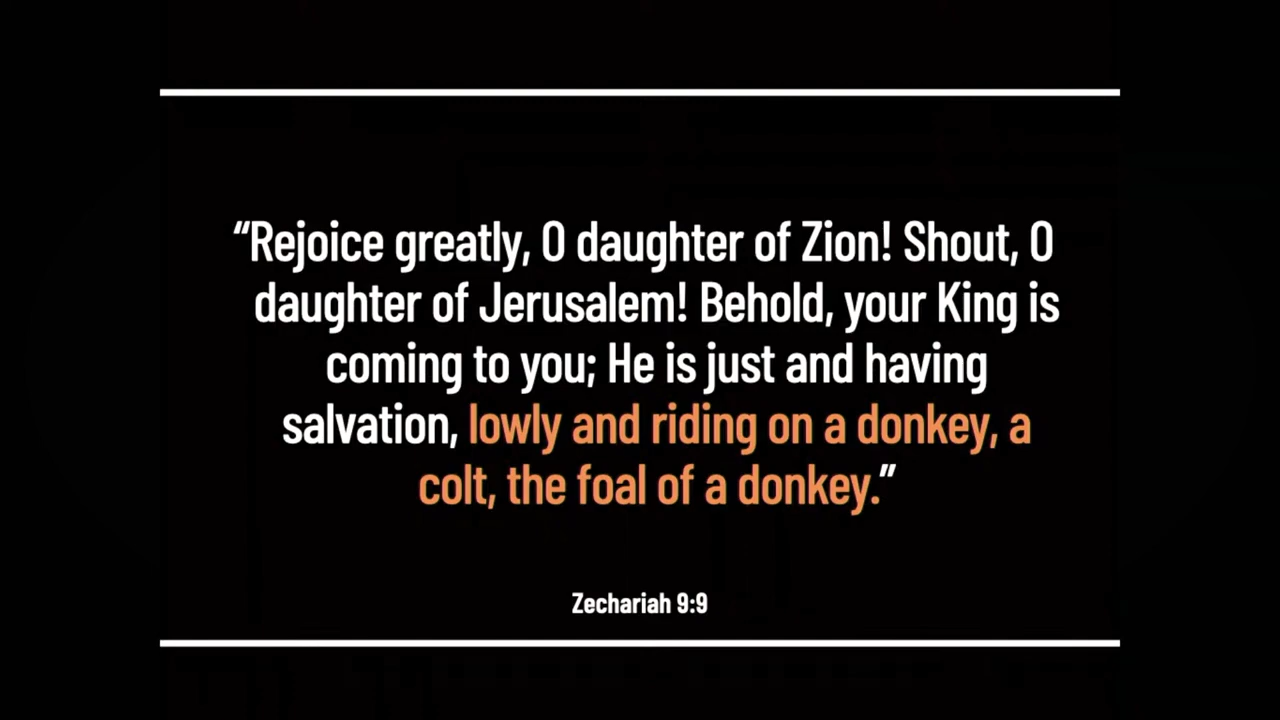 “Rejoice greatly, O daughter of Zion! Shout, O
daughter of Jerusalem! Behold, your King is
coming to you; He is just and having
salvation, lowly and riding on a donkey, a
colt, the foal of a donkey.”
Zechariah 9:9